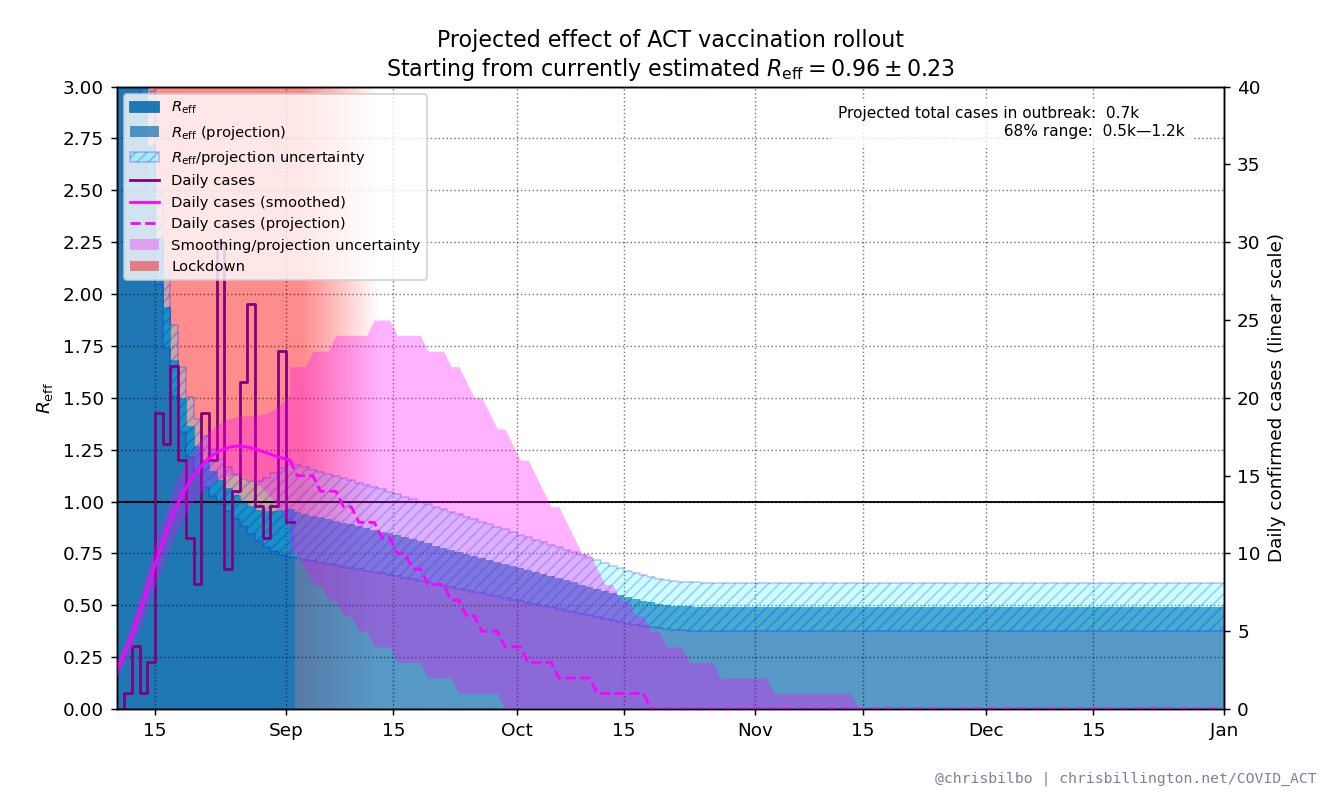 Projected effect of ACT vaccination rollout
Starting from currently estimated R_eff = 0.96 ± 0.23
3.00
2.75
2.50
2.25
2.00
1.75
1.50
1.25
1.00
0.75
0.50
0.25
0.00
R_eff
R_eff
R_eff (projection)
R_eff/projection uncertainty
Daily cases
Daily cases (smoothed)
Daily cases (projection)
Smoothing/projection uncertainty
Lockdown
Projected total cases in outbreak: 0.7k
68% range: 0.5k—1.2k
40
35
30
25
20
15
10
5
0
Daily confirmed cases (linear scale)
15 Sep 15 Oct 15 Nov 15 Dec 15 Jan
@chrisbilbo | chrisbillington.net/COVID_ACT